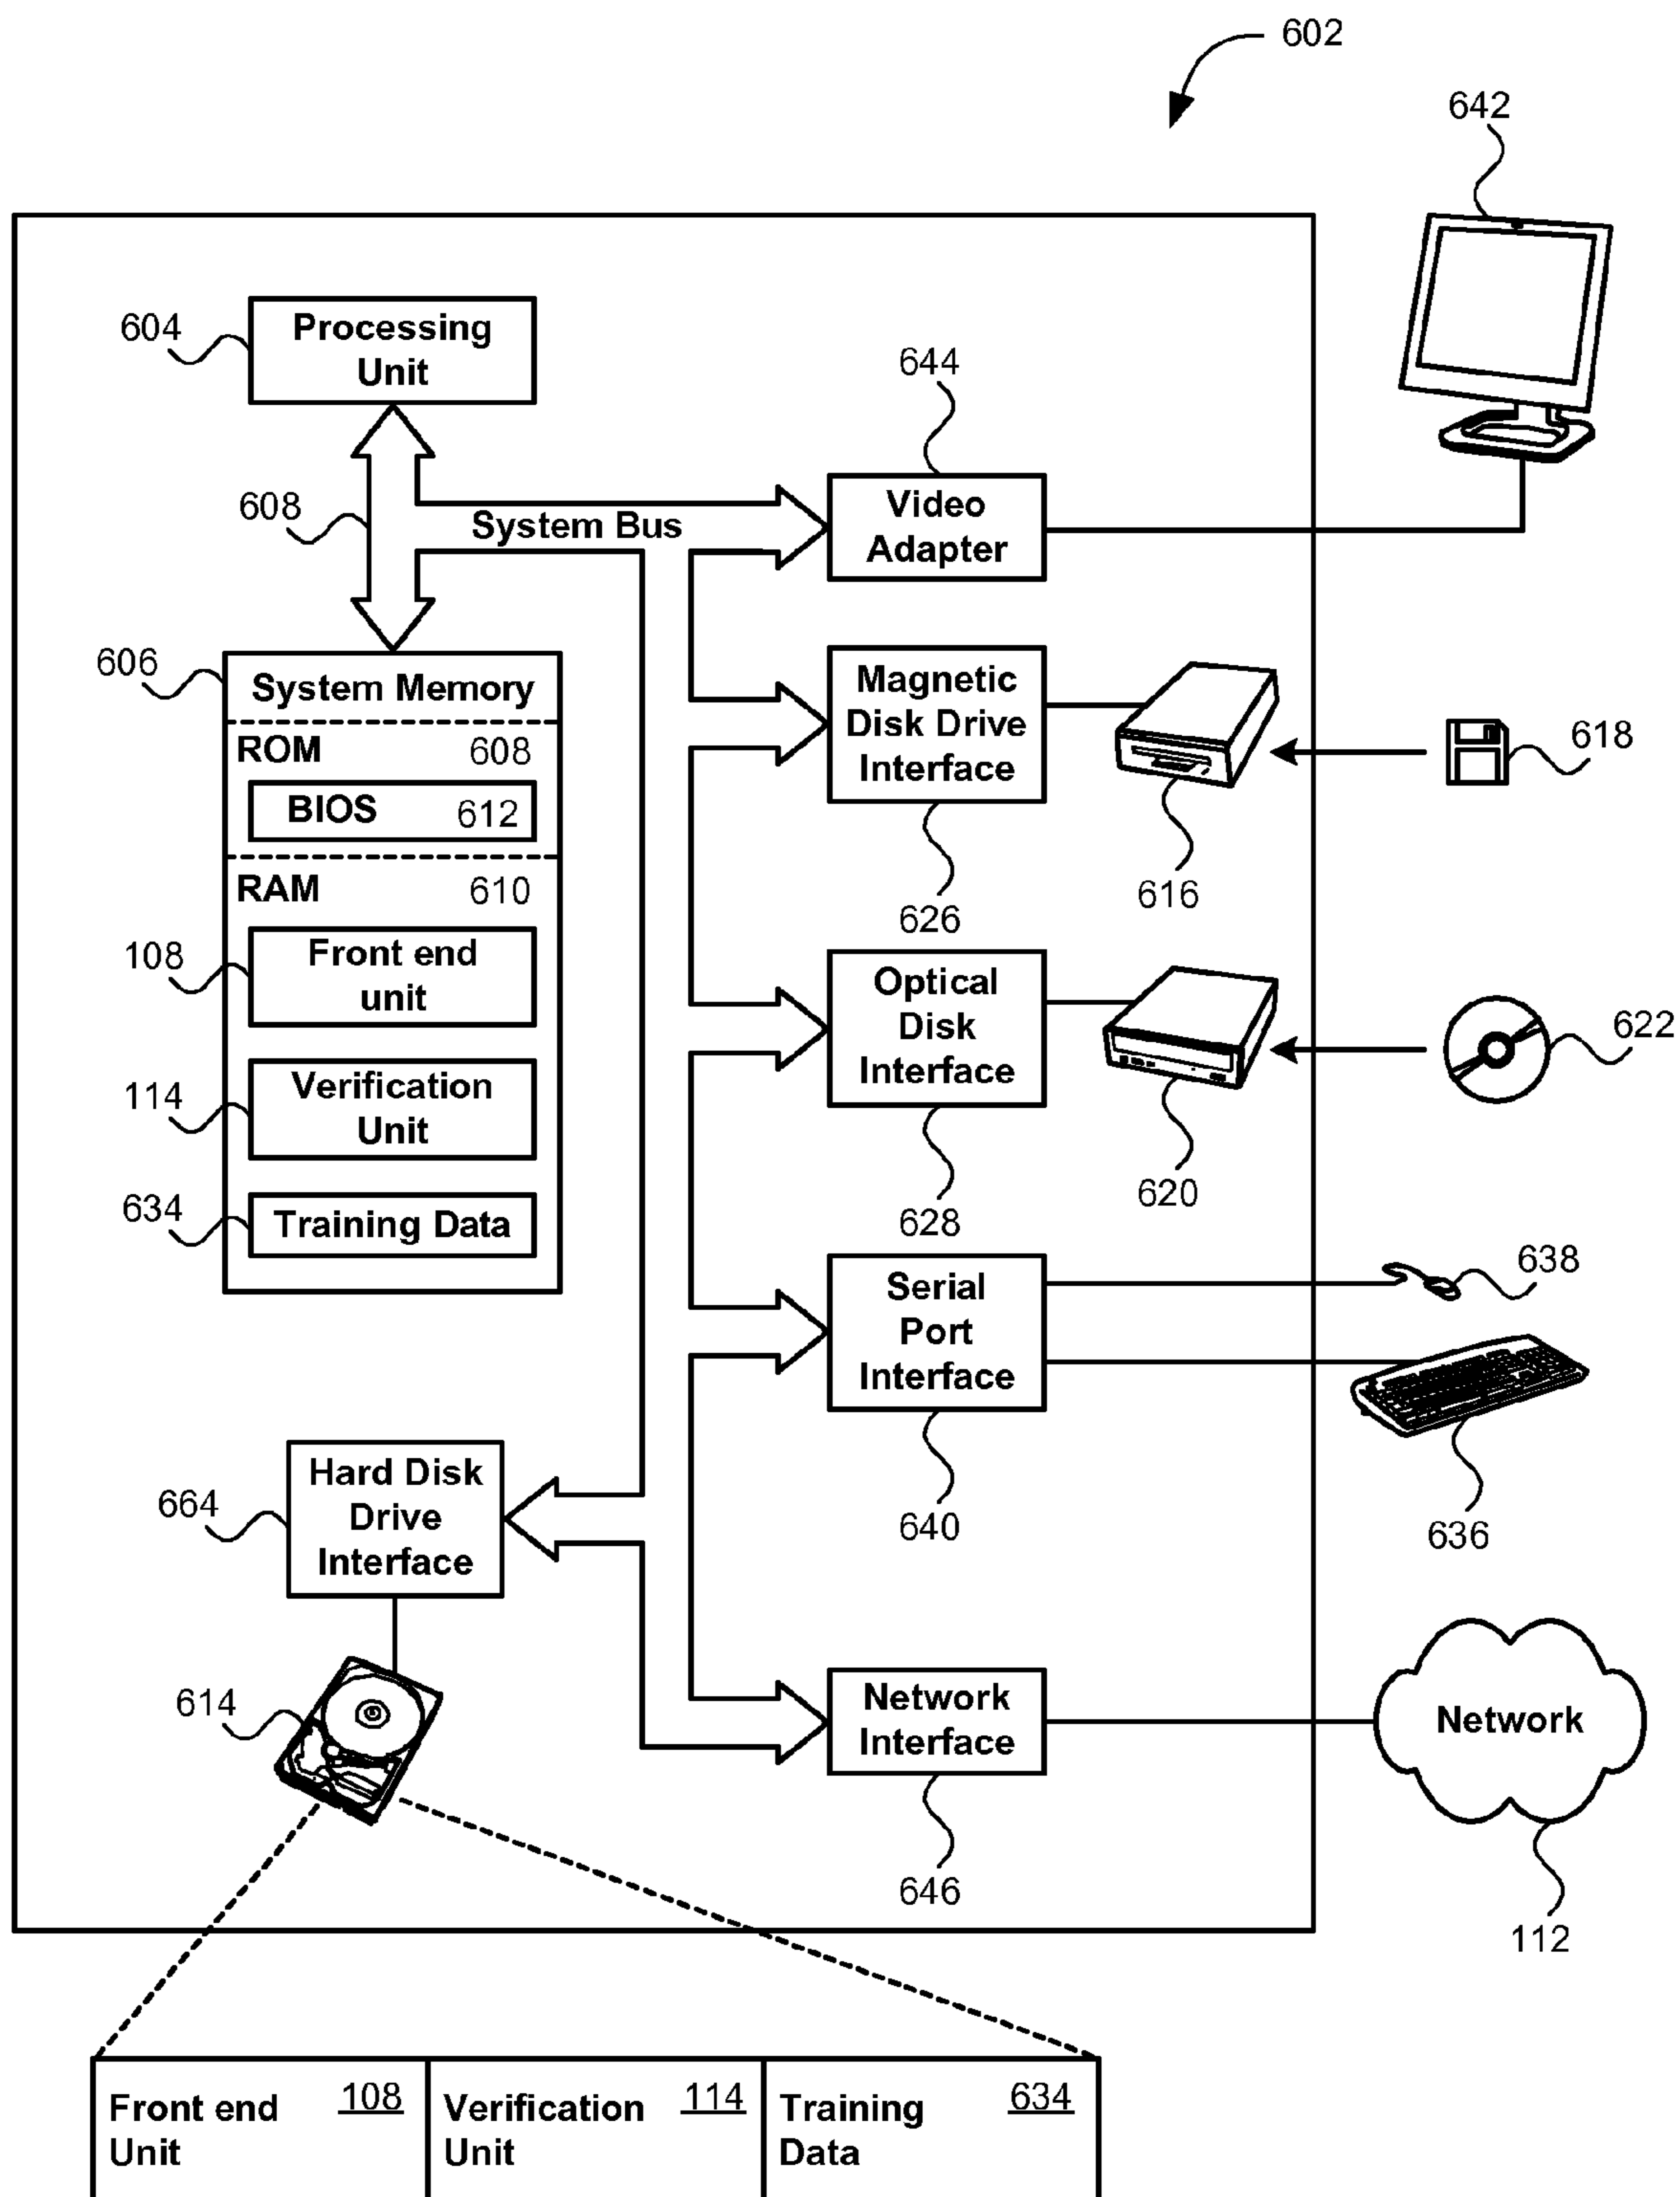 602
642
604
Processing
Unit
644
608
System Bus
Video
Adapter
606
System Memory
ROM 608
BIOS 612
RAM 610
108
Front end
unit
114
Verification
Unit
634
Training Data
Magnetic
Disk Drive
Interface
626
616
618
Optical
Disk
Interface
628
620
622
Serial
Port
Interface
640
638
636
664
Hard Disk
Drive
Interface
614
Network
Interface
646
Network
112
Front end 108
Unit
Verification 114
Unit
Training 634
Data